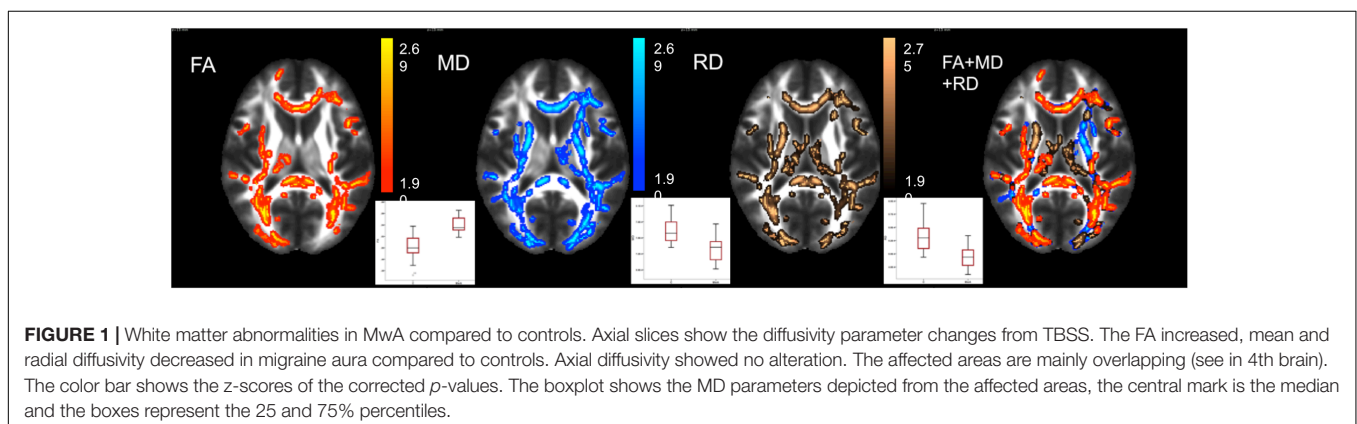 FA
2.6
9
MD
2.6
9
RD
2.7
5
FA+MD
+RD
1.9
0
1.9
0
1.9
0
FIGURE 1 | White matter abnormalities in MwA compared to controls. Axial slices show the diffusivity parameter changes from TBSS. The FA increased, mean and
radial diffusivity decreased in migraine aura compared to controls. Axial diffusivity showed no alteration. The affected areas are mainly overlapping (see in 4th brain).
The color bar shows the z-scores of the corrected p-values. The boxplot shows the MD parameters depicted from the affected areas, the central mark is the median
and the boxes represent the 25 and 75% percentiles.